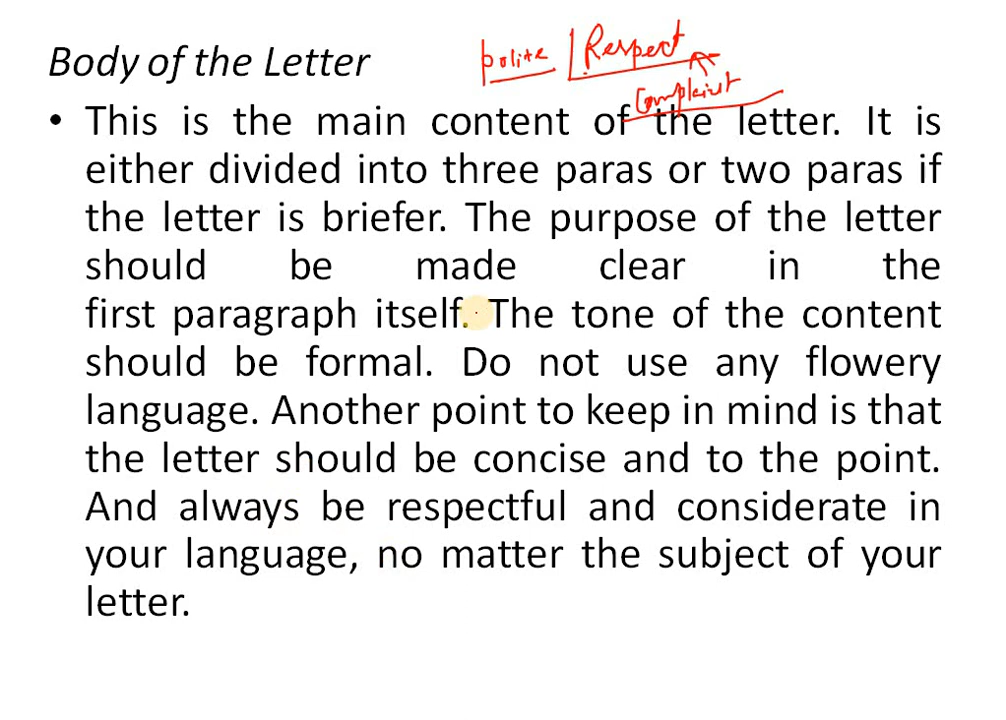 Body of the Letter
polite | Respect
Complaint
• This is the main content of the letter. It is
either divided into three paras or two paras if
the letter is briefer. The purpose of the letter
should be made clear in the
first paragraph itself. The tone of the content
should be formal. Do not use any flowery
language. Another point to keep in mind is that
the letter should be concise and to the point.
And always be respectful and considerate in
your language, no matter the subject of your
letter.